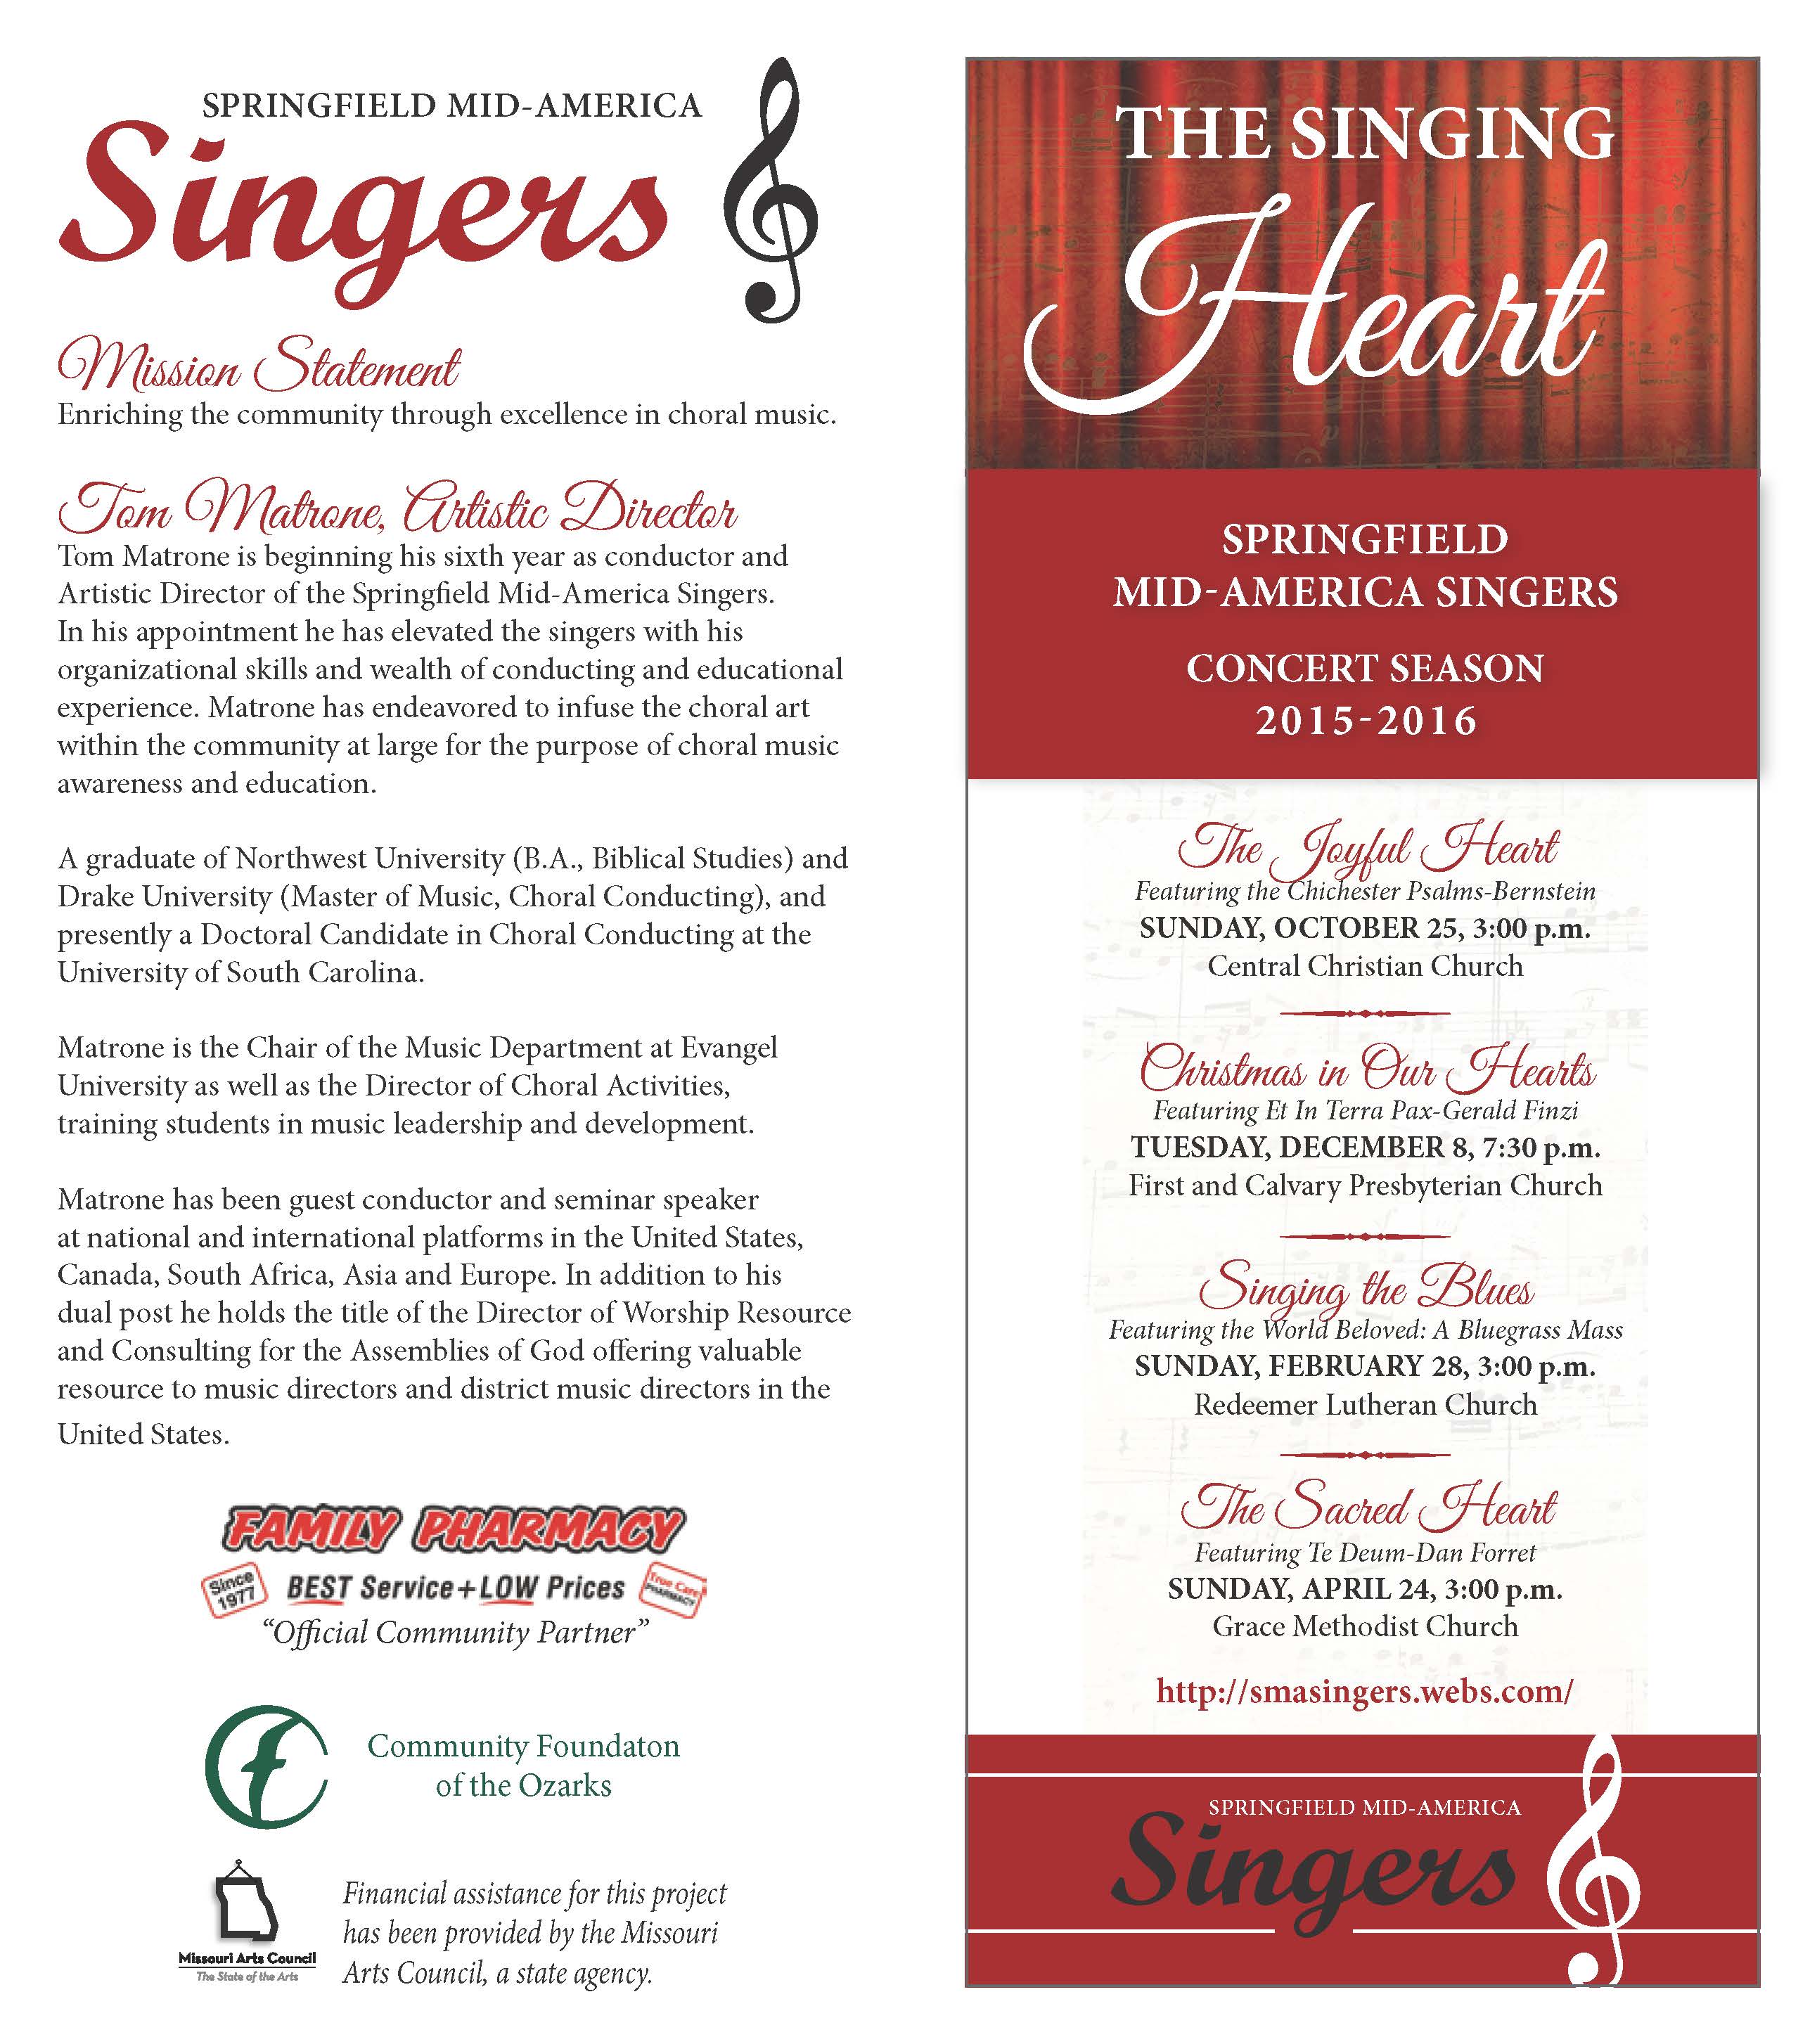 SPRINGFIELD MID-AMERICA
Singers
Mission Statement
Enriching the community through excellence in choral music.
Tom Matrone, Artistic Director
Tom Matrone is beginning his sixth year as conductor and
Artistic Director of the Springfield Mid-America Singers.
In his appointment he has elevated the singers with his
organizational skills and wealth of conducting and educational
experience. Matrone has endeavored to infuse the choral art
within the community at large for the purpose of choral music
awareness and education.
A graduate of Northwest University (B.A., Biblical Studies) and
Drake University (Master of Music, Choral Conducting), and
presently a Doctoral Candidate in Choral Conducting at the
University of South Carolina.
Matrone is the Chair of the Music Department at Evangel
University as well as the Director of Choral Activities,
training students in music leadership and development.
Matrone has been guest conductor and seminar speaker
at national and international platforms in the United States,
Canada, South Africa, Asia and Europe. In addition to his
dual post he holds the title of the Director of Worship Resource
and Consulting for the Assemblies of God offering valuable
resource to music directors and district music directors in the
United States.
FAMILY PHARMACY
Since
1977
BEST Service+LOW Prices
True Care
PHARMACY
“Official Community Partner”
Community Foundaton
of the Ozarks
Missouri Arts Council
The State of the Arts
Financial assistance for this project
has been provided by the Missouri
Arts Council, a state agency.
THE SINGING
Heart
SPRINGFIELD
MID-AMERICA SINGERS
CONCERT SEASON
2015-2016
The Joyful Heart
Featuring the Chichester Psalms-Bernstein
SUNDAY, OCTOBER 25, 3:00 p.m.
Central Christian Church
Christmas in Our Hearts
Featuring Et In Terra Pax-Gerald Finzi
TUESDAY, DECEMBER 8, 7:30 p.m.
First and Calvary Presbyterian Church
Singing the Blues
Featuring the World Beloved: A Bluegrass Mass
SUNDAY, FEBRUARY 28, 3:00 p.m.
Redeemer Lutheran Church
The Sacred Heart
Featuring Te Deum-Dan Forret
SUNDAY, APRIL 24, 3:00 p.m.
Grace Methodist Church
http://smasingers.webs.com/
SPRINGFIELD MID-AMERICA
Singers